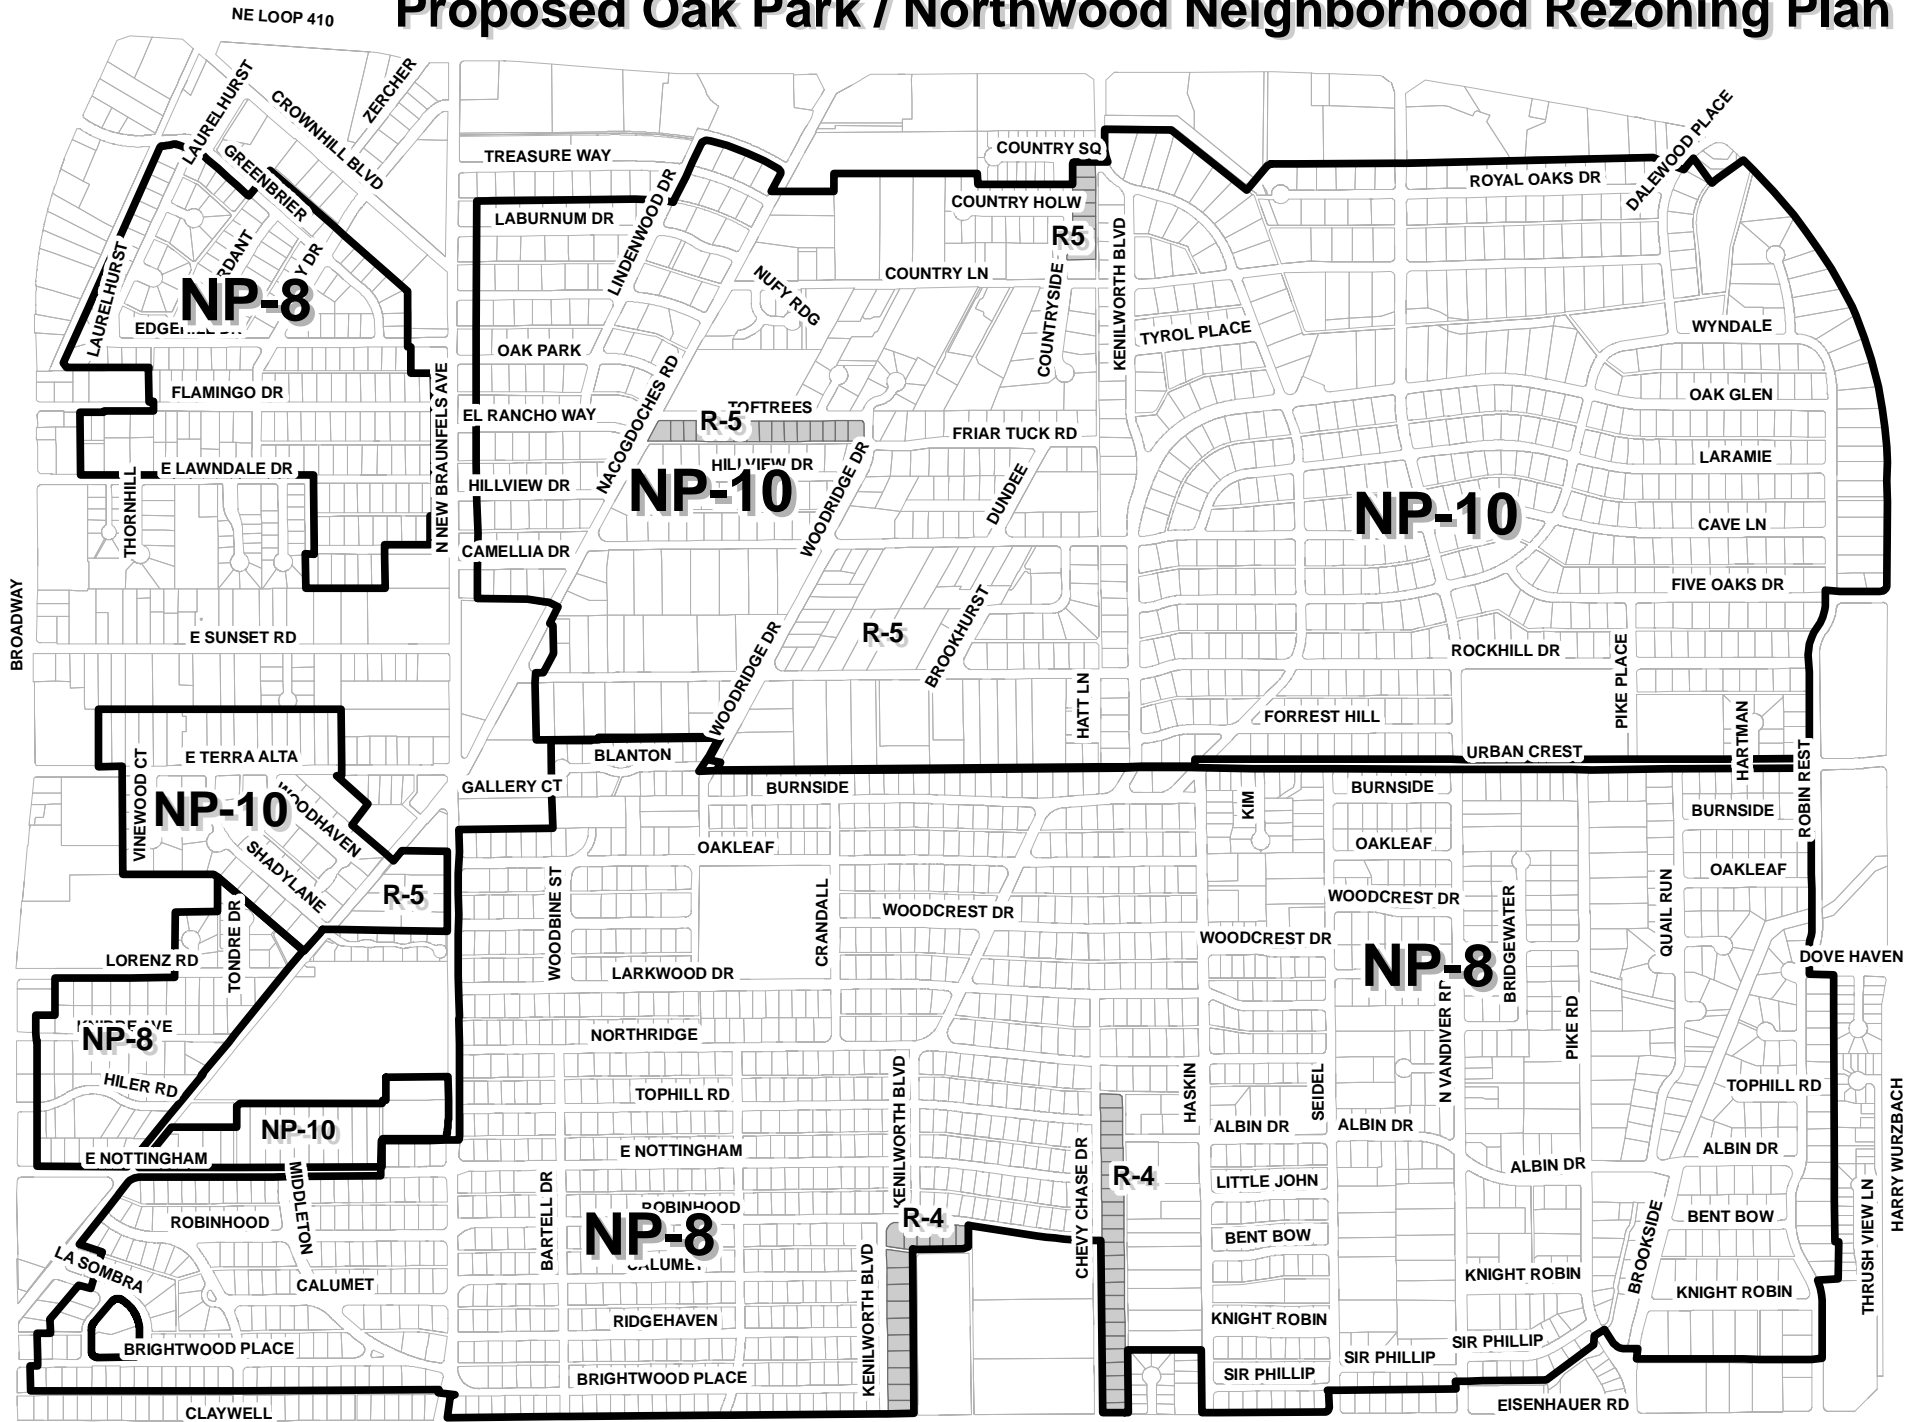 Proposed Oak Park / Northwood Neighborhood Rezoning Plan
NE LOOP 410
LAURELHURST
CROWNHILL BLVD
ZERCHER
GREENBRIER
TREASURE WAY
COUNTRY SQ
ROYAL OAKS DR
DALEWOOD PLACE
LABURNUM DR
LINDENWOOD DR
COUNTRY HOLW
R5
KENILWORTH BLVD
LAURELHURST
Y DR
NP-8
NUFY RDG
COUNTRY LN
COUNTRYSIDE
TYROL PLACE
WYNDALE
OAK PARK
FLAMINGO DR
N NEW BRAUNFELS AVE
EL RANCHO WAY
NACOGDOCHES RD
TOFTREES
R-5
FRIAR TUCK RD
OAK GLEN
E LAWNDALE DR
THORNHILL
HILLVIEW DR
HILLVIEW DR
NP-10
WOODRIDGE DR
DUNDEE
NP-10
LARAMIE
CAVE LN
CAMELLIA DR
FIVE OAKS DR
BROADWAY
E SUNSET RD
R-5
BROOKHURST
WOODRIDGE DR
ROCKHILL DR
PIKE PLACE
HATT LN
FORREST HILL
HARTMAN
URBAN CREST
E TERRA ALTA
VINEWOOD CT
BLANTON
GALLERY CT
BURNSIDE
BURNSIDE
ROBIN REST
NP-10
WOODHAVEN
KIM
BURNSIDE
SHADYLANE
OAKLEAF
OAKLEAF
OAKLEAF
R-5
WOODBINE ST
CRANDALL
WOODCREST DR
WOODCREST DR
WOODCREST DR
BRIDGEWATER
QUAIL RUN
TONDRE DR
LORENZ RD
LARKWOOD DR
NP-8
DOVE HAVEN
NP-8
NORTHRIDGE
N VANDIVER RD
PIKE RD
HILER RD
TOPHILL RD
KENILWORTH BLVD
HASKIN
SEIDEL
TOPHILL RD
NP-10
ALBIN DR
ALBIN DR
HARRY WURZBACH
E NOTTINGHAM
E NOTTINGHAM
CHEVY CHASE DR
R-4
ALBIN DR
ALBIN DR
MIDDLETON
BARTELL DR
LITTLE JOHN
ROBINHOOD
ROBINHOOD
R-4
BENT BOW
BENT BOW
BROOKSIDE
THRUSH VIEW LN
NP-8
LA SOMBRA
CALUMET
CALUMET
KENILWORTH BLVD
KNIGHT ROBIN
KNIGHT ROBIN
RIDGEHAVEN
KNIGHT ROBIN
BRIGHTWOOD PLACE
SIR PHILLIP
SIR PHILLIP
SIR PHILLIP
BRIGHTWOOD PLACE
CLAYWELL
EISENHAUER RD